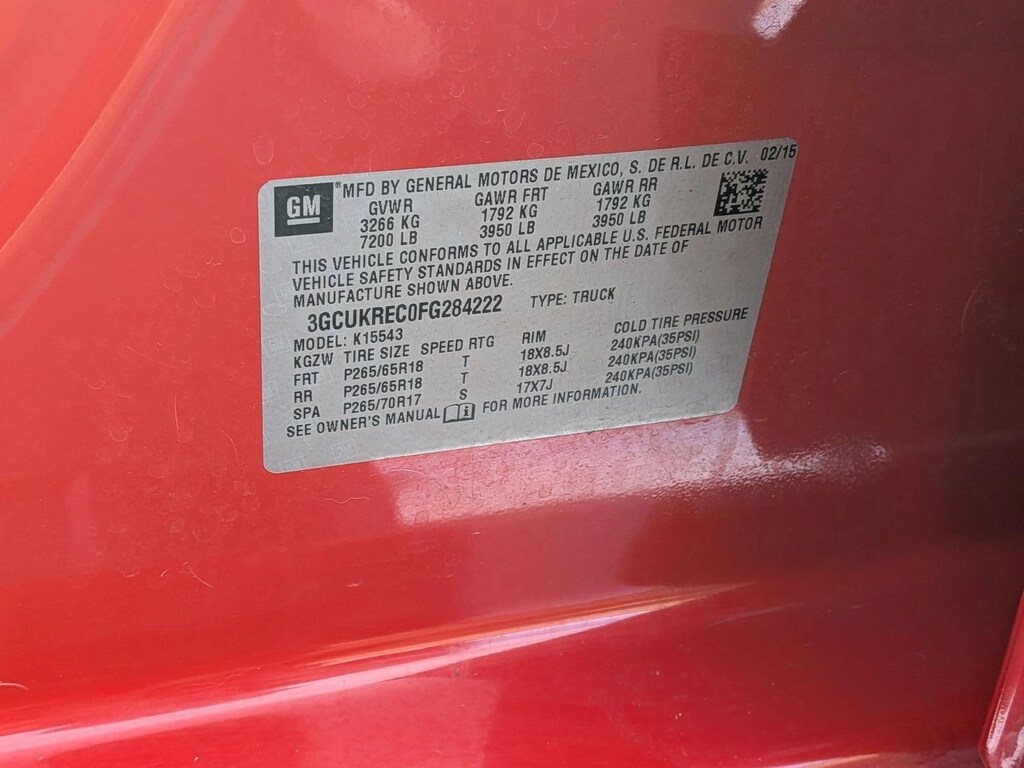 GM ®MFD BY GENERAL MOTORS DE MEXICO, S. DE R.L. DE C.V. 02/15
GVWR GAWR FRT GAWR RR
3266 KG 1792 KG 1792 KG
7200 LB 3950 LB 3950 LB
THIS VEHICLE CONFORMS TO ALL APPLICABLE U.S. FEDERAL MOTOR
VEHICLE SAFETY STANDARDS IN EFFECT ON THE DATE OF
MANUFACTURE SHOWN ABOVE.
3GCUKREC0FG284222 TYPE: TRUCK
MODEL: K15543
KGZW TIRE SIZE SPEED RTG RIM COLD TIRE PRESSURE
FRT P265/65R18 T 18X8.5J 240KPA(35PSI)
RR P265/65R18 T 18X8.5J 240KPA(35PSI)
SPA P265/70R17 S 17X7J 240KPA(35PSI)
SEE OWNER'S MANUAL FOR MORE INFORMATION.